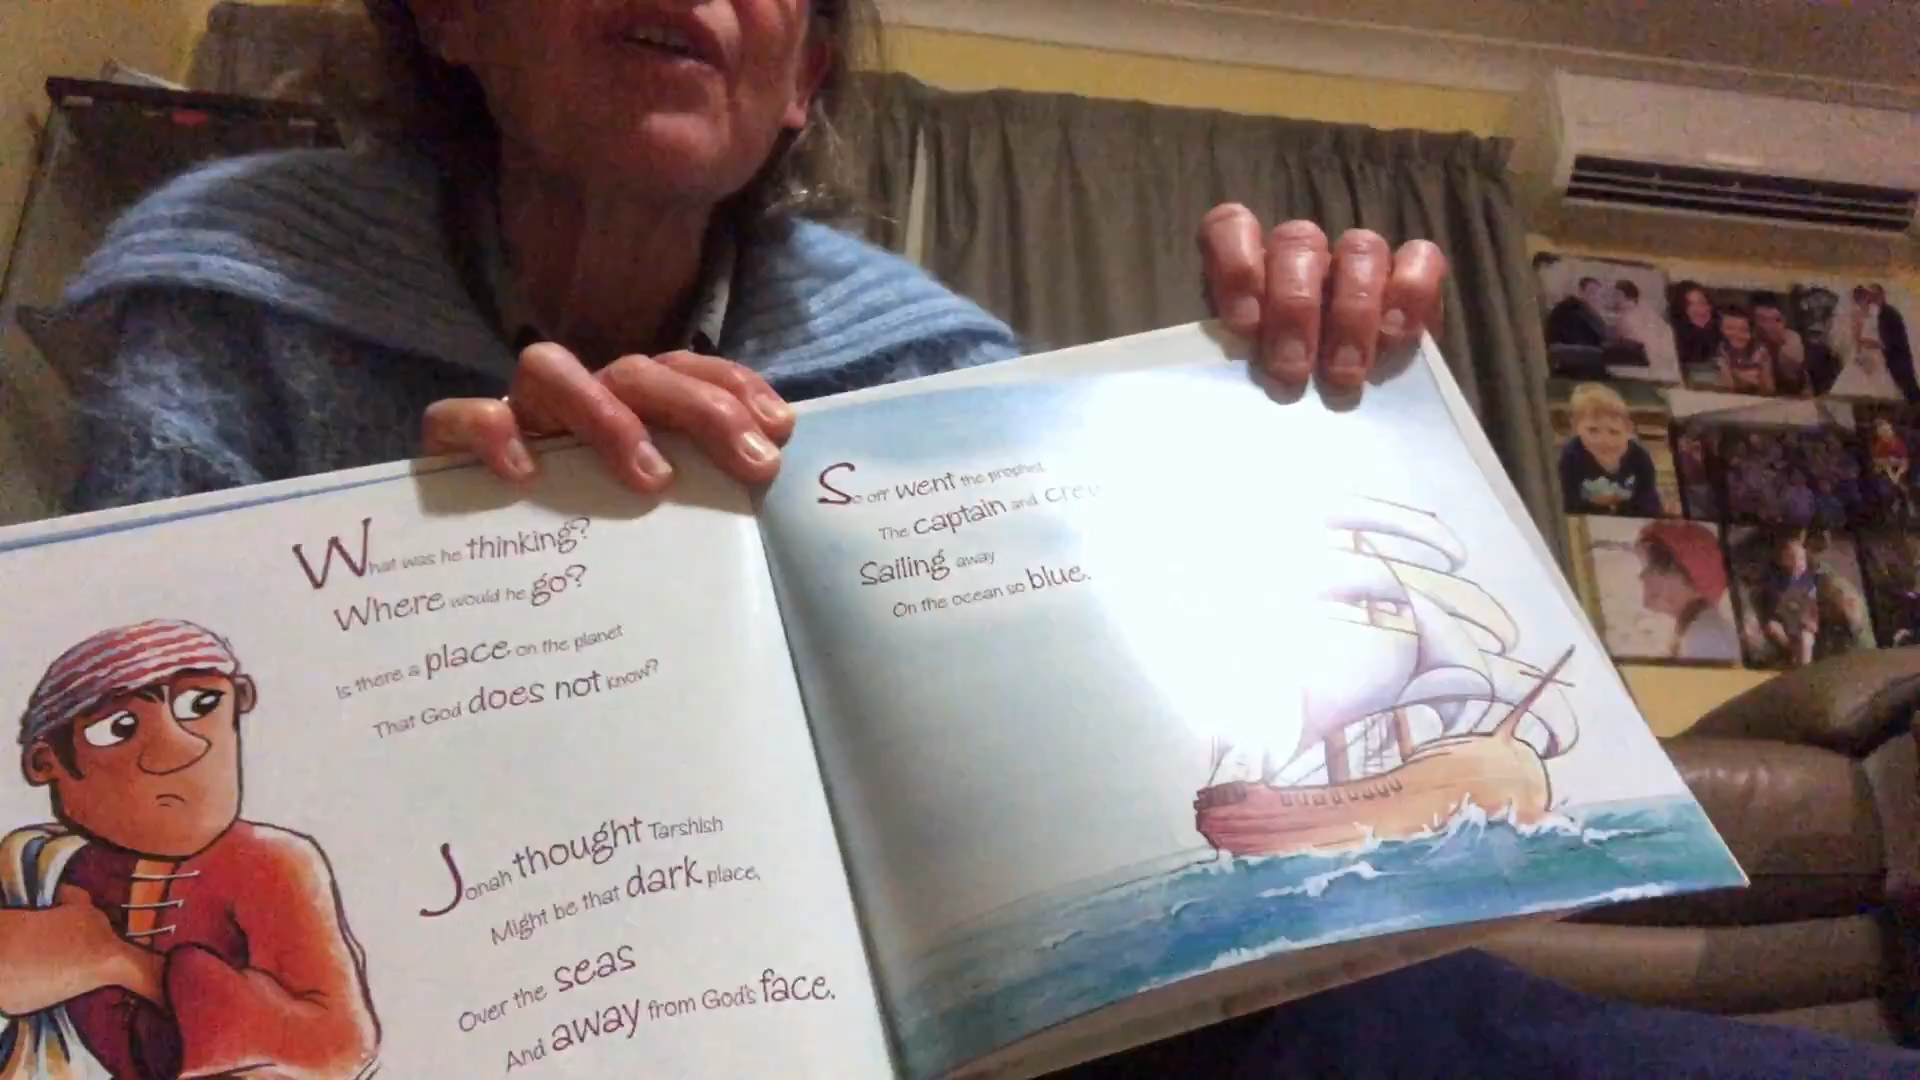 What was he thinking?
Where would he go?
Is there a place on the planet
That God does not know?
Jonah thought Tarshish
Might be that dark place,
Over the seas
And away from God's face.
So off went the prophet
The Captain and crew
Sailing away
On the ocean so blue.